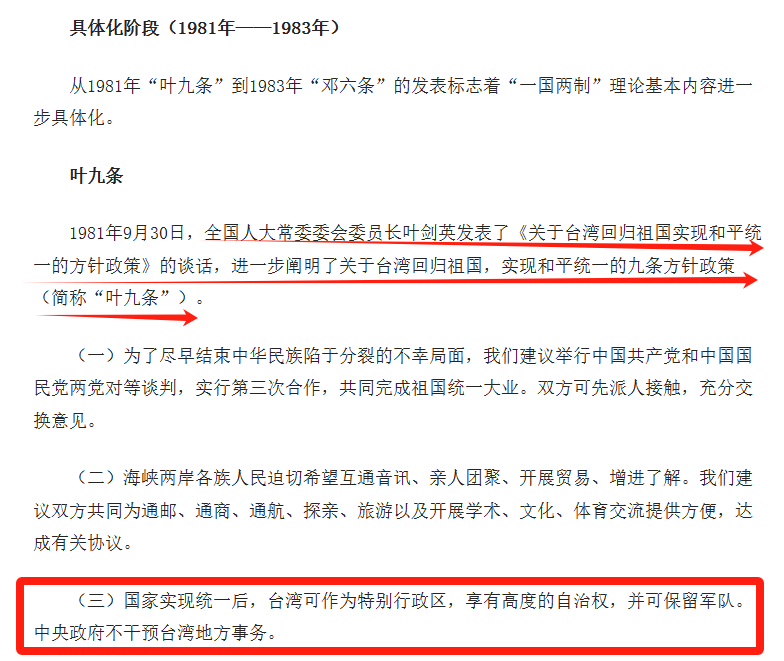 具体化阶段（1981年——1983年）
从1981年“叶九条”到1983年“邓六条”的发表标志着“一国两制”理论基本内容进一
步具体化。
叶九条
1981年9月30日，全国人大常委委会委员长叶剑英发表了《关于台湾回归祖国实现和平统
一的方针政策》的谈话，进一步阐明了关于台湾回归祖国，实现和平统一的九条方针政策
（简称“叶九条”）。
（一）为了尽早结束中华民族陷于分裂的不幸局面，我们建议举行中国共产党和中国国
民党两党对等谈判，实行第三次合作，共同完成祖国统一大业。双方可先派人接触，充分交
换意见。
（二）海峡两岸各族人民迫切希望互通音讯、亲人团聚、开展贸易、增进了解。我们建
议双方共同为通邮、通商、通航、探亲、旅游以及开展学术、文化、体育交流提供方便，达
成有关协议。
（三）国家实现统一后，台湾可作为特别行政区，享有高度的自治权，并可保留军队。
中央政府不干预台湾地方事务。